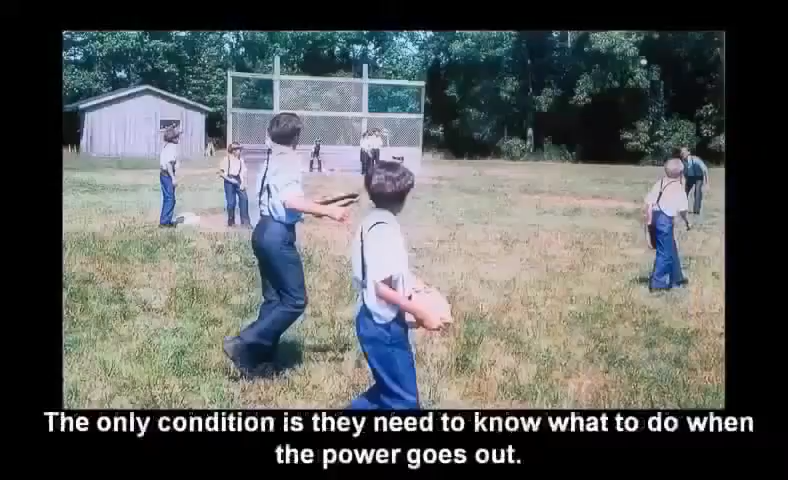 The only condition is they need to know what to do when
the power goes out.